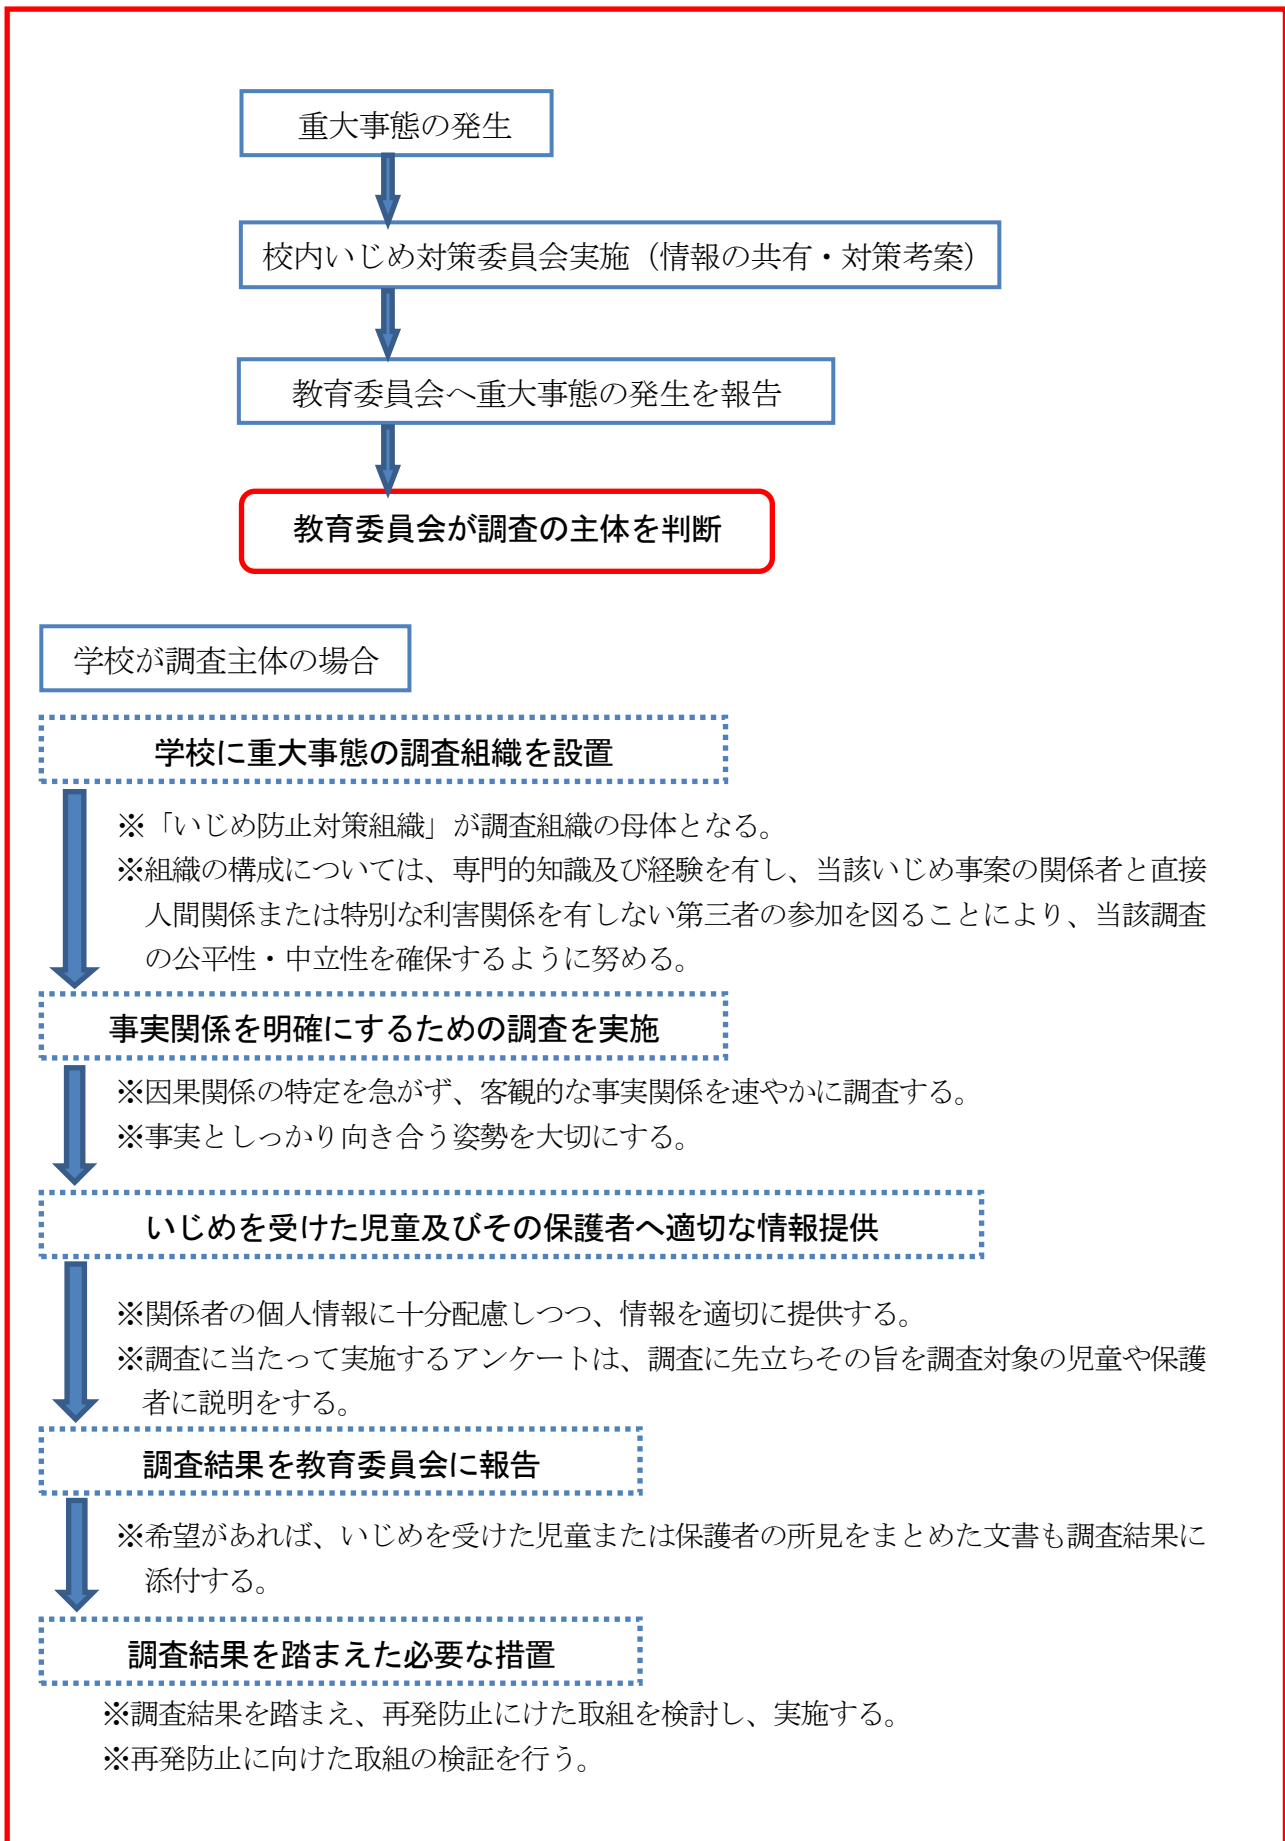 重大事態の発生
校内いじめ対策委員会実施（情報の共有・対策考案）
教育委員会へ重大事態の発生を報告
教育委員会が調査の主体を判断
学校が調査主体の場合
学校に重大事態の調査組織を設置
※「いじめ防止対策組織」が調査組織の母体となる。
※組織の構成については、専門的知識及び経験を有し、当該いじめ事案の関係者と直接
人間関係または特別な利害関係を有しない第三者の参加を図ることにより、当該調査
の公平性・中立性を確保するように努める。
事実関係を明確にするための調査を実施
※因果関係の特定を急がず、客観的な事実関係を速やかに調査する。
※事実としっかり向き合う姿勢を大切にする。
いじめを受けた児童及びその保護者へ適切な情報提供
※関係者の個人情報に十分配慮しつつ、情報を適切に提供する。
※調査に当たって実施するアンケートは、調査に先立ちその旨を調査対象の児童や保護
者に説明をする。
調査結果を教育委員会に報告
※希望があれば、いじめを受けた児童または保護者の所見をまとめた文書も調査結果に
添付する。
調査結果を踏まえた必要な措置
※調査結果を踏まえ、再発防止にけた取組を検討し、実施する。
※再発防止に向けた取組の検証を行う。